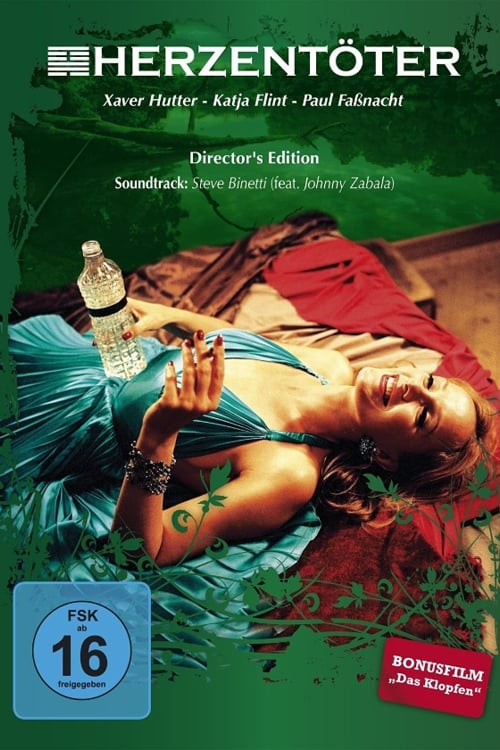 HERZENTÖTER
Xaver Hutter - Katja Flint - Paul Faßnacht
Director's Edition
Soundtrack: Steve Binetti (feat. Johnny Zabala)
FSK
ab
16
freigegeben
BONUSFILM
„Das Klopfen“